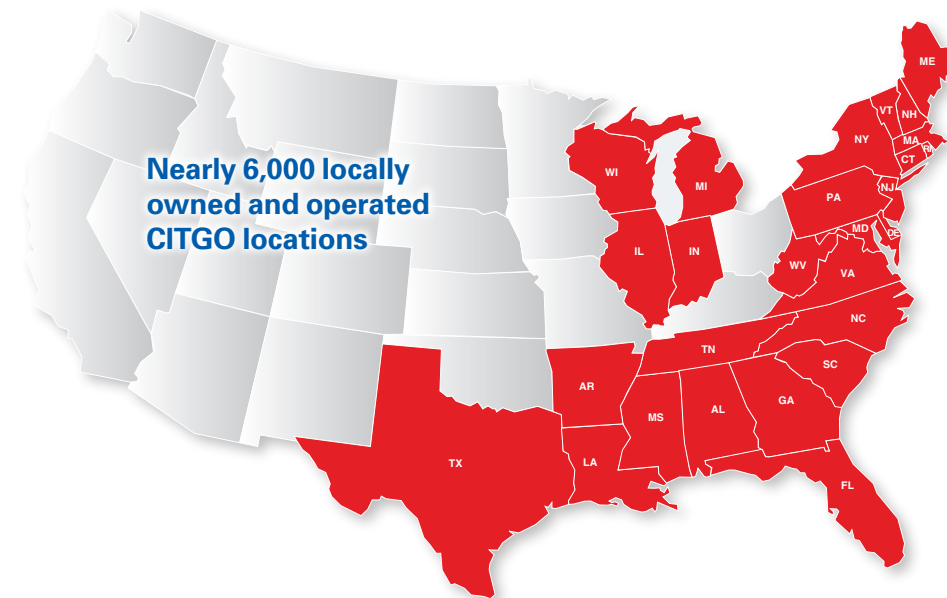 Nearly 6,000 locally
owned and operated
CITGO locations
ME
VT
NH
NY
MA
RI
CT
WI
MI
PA
NJ
MD
DE
IL
IN
WV
VA
NC
TN
SC
AR
GA
MS
AL
LA
TX
FL